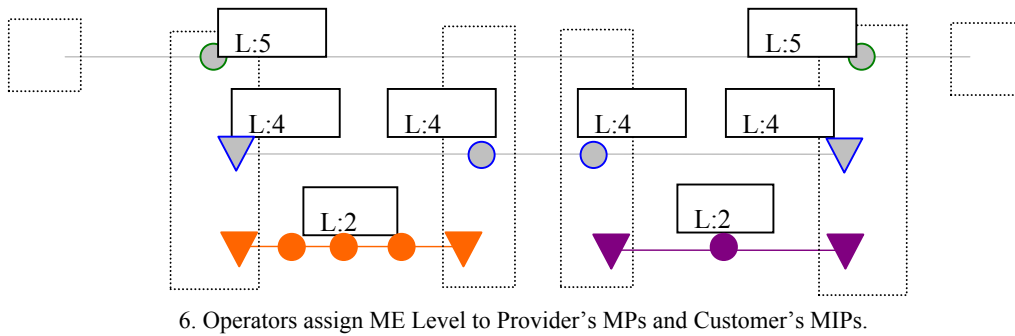 L:5
L:5
L:4
L:4
L:4
L:4
L:2
L:2
6. Operators assign ME Level to Provider’s MPs and Customer’s MIPs.